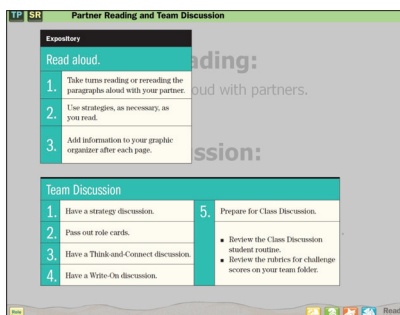 TP SR Partner Reading and Team Discussion
Expository
Read aloud.
1. Take turns reading or rereading the
paragraphs aloud with your partner.
2. Use strategies, as necessary, as
you read.
3. Add information to your graphic
organizer after each page.
ding:
oud with partners.
ssion:
Team Discussion
1. Have a strategy discussion.
2. Pass out role cards.
3. Have a Think-and-Connect discussion.
4. Have a Write-On discussion.
5. Prepare for Class Discussion.
■ Review the Class Discussion
student routine.
■ Review the rubrics for challenge
scores on your team folder.
Read